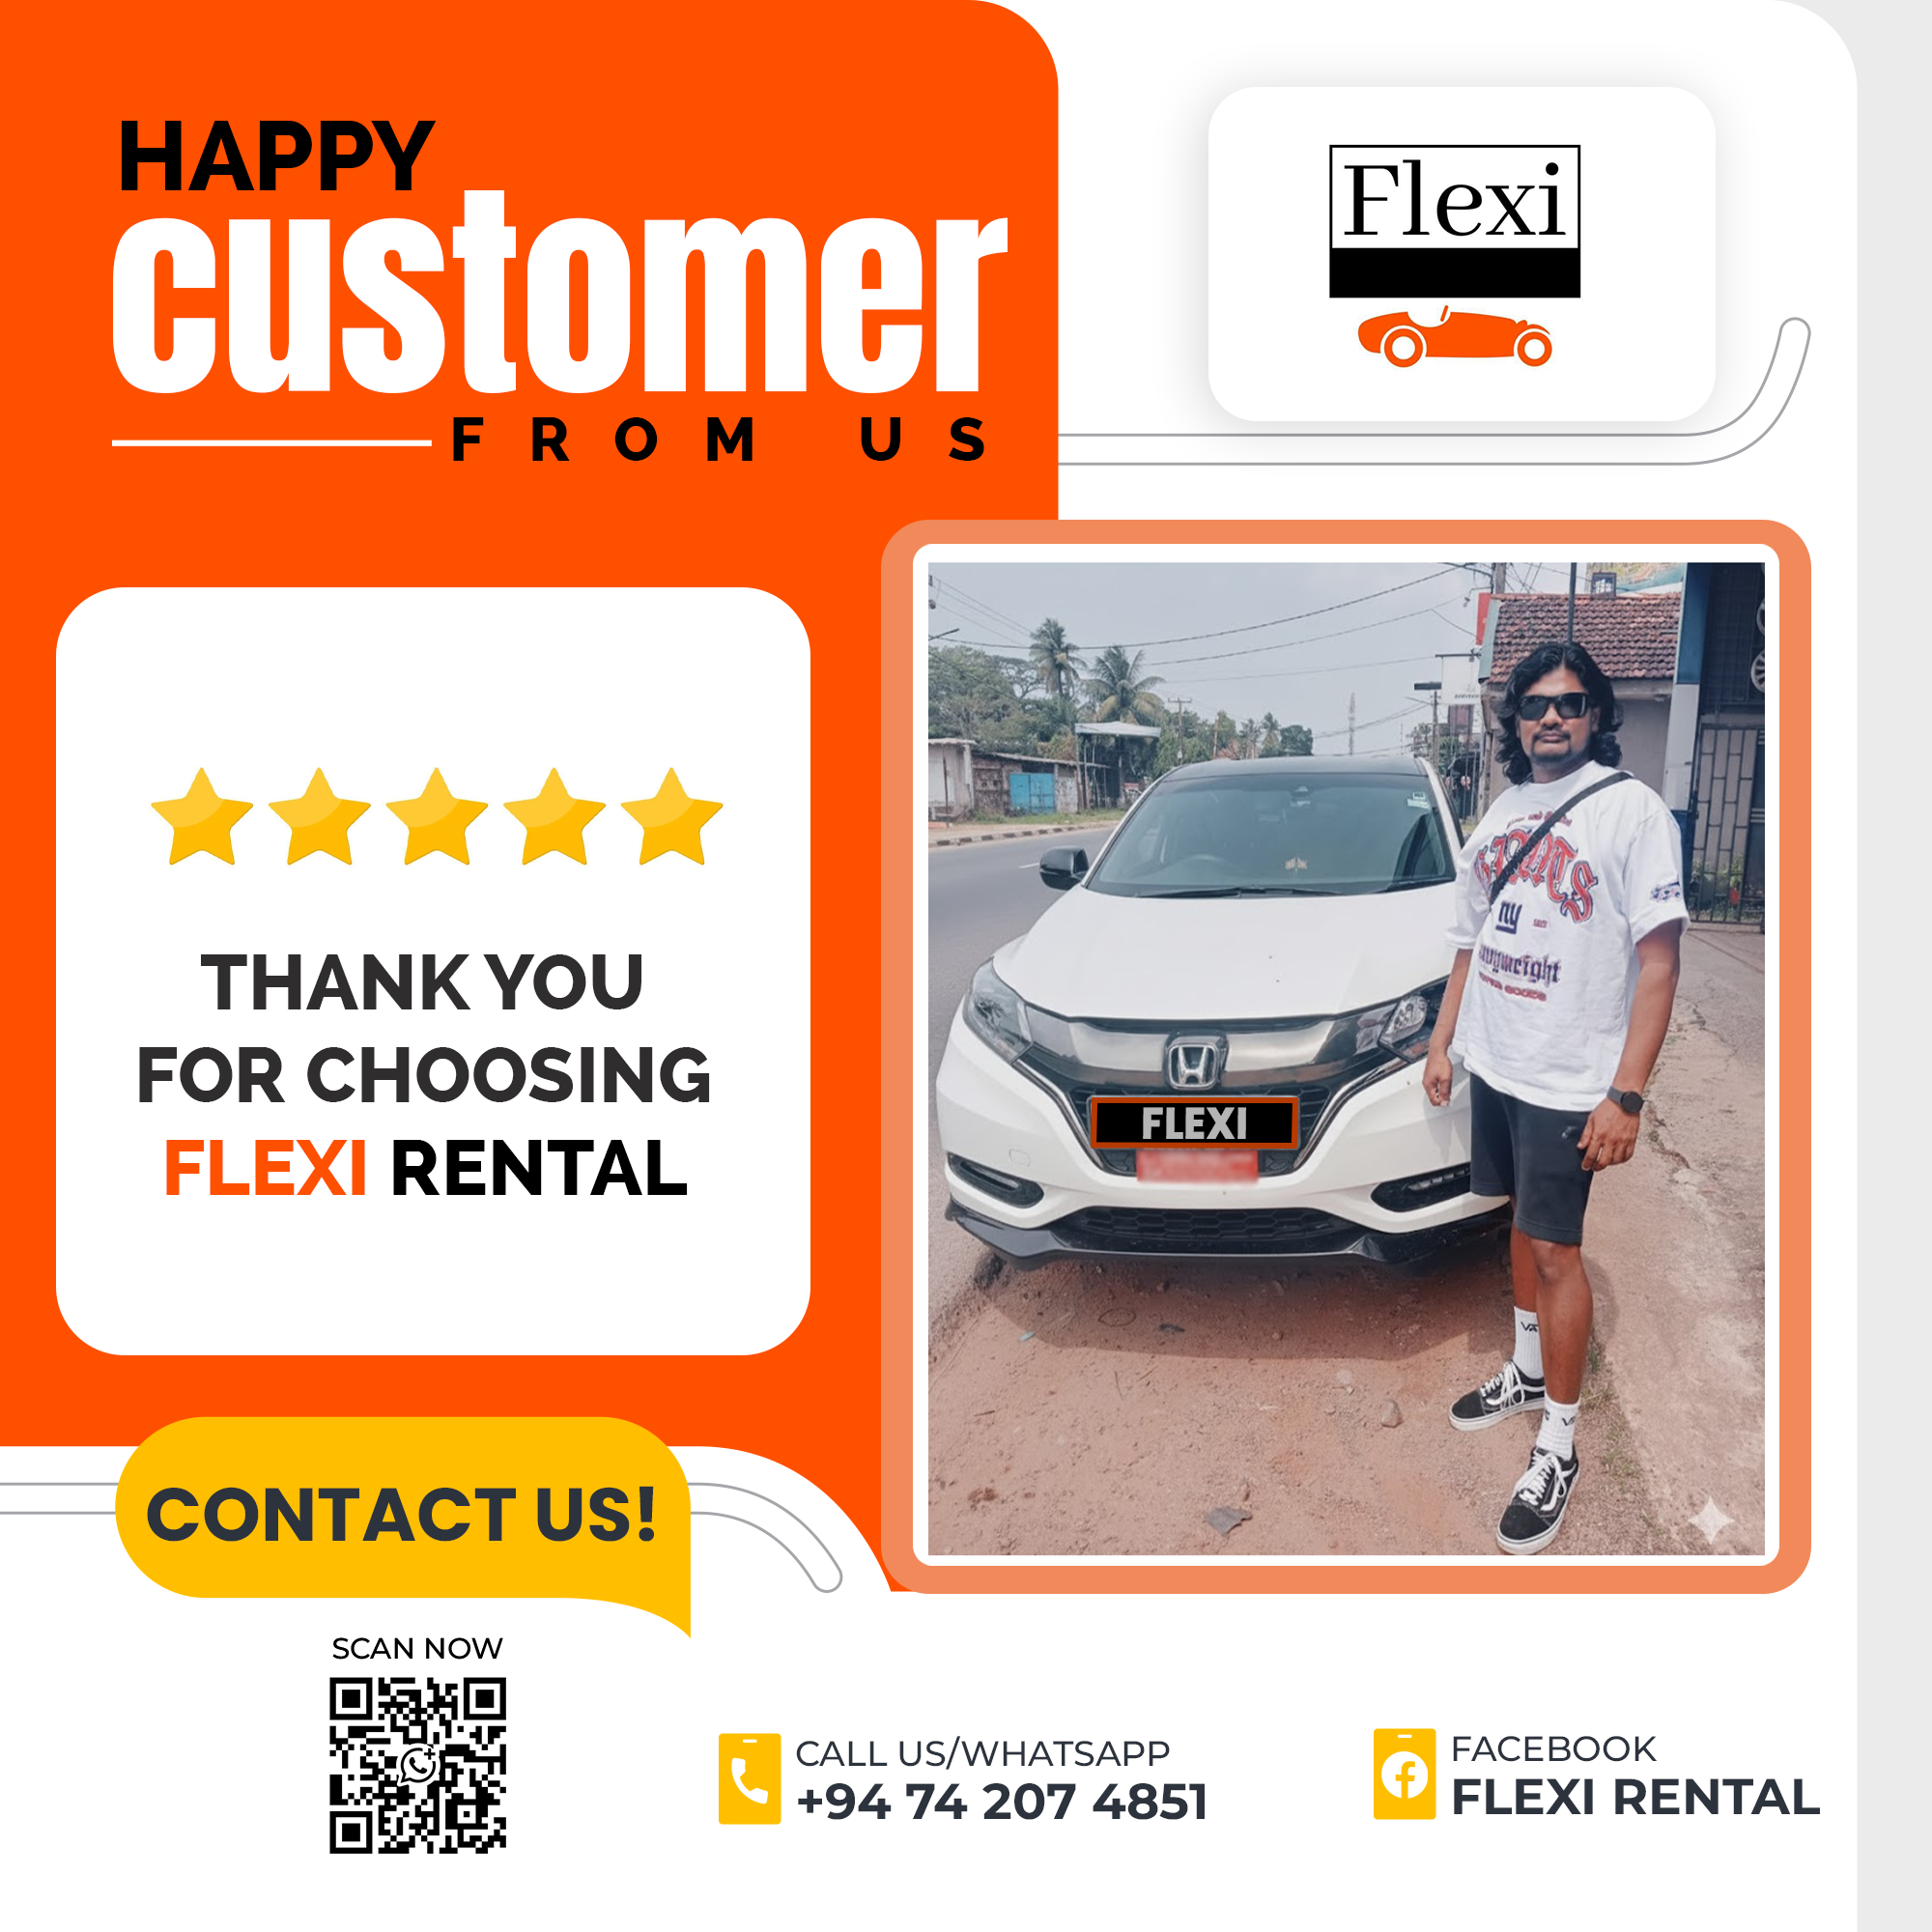 HAPPY
customer
FROM US
Flexi
THANK YOU
FOR CHOOSING
FLEXI RENTAL
ny
FLEXI
CONTACT US!
SCAN NOW
CALL US/WHATSAPP
+94 74 207 4851
FACEBOOK
FLEXI RENTAL